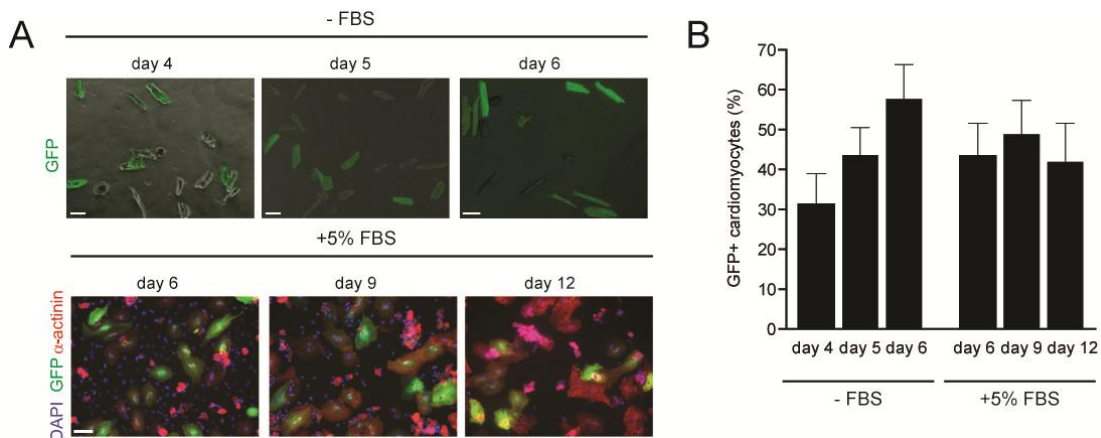 A
- FBS
day 4 day 5 day 6
GFP
+5% FBS
day 6 day 9 day 12
DAPI GFP α-actinin
B
GFP+ cardiomyocytes (%)
70
60
50
40
30
20
10
0
day 4 day 5 day 6 day 6 day 9 day 12
- FBS +5% FBS